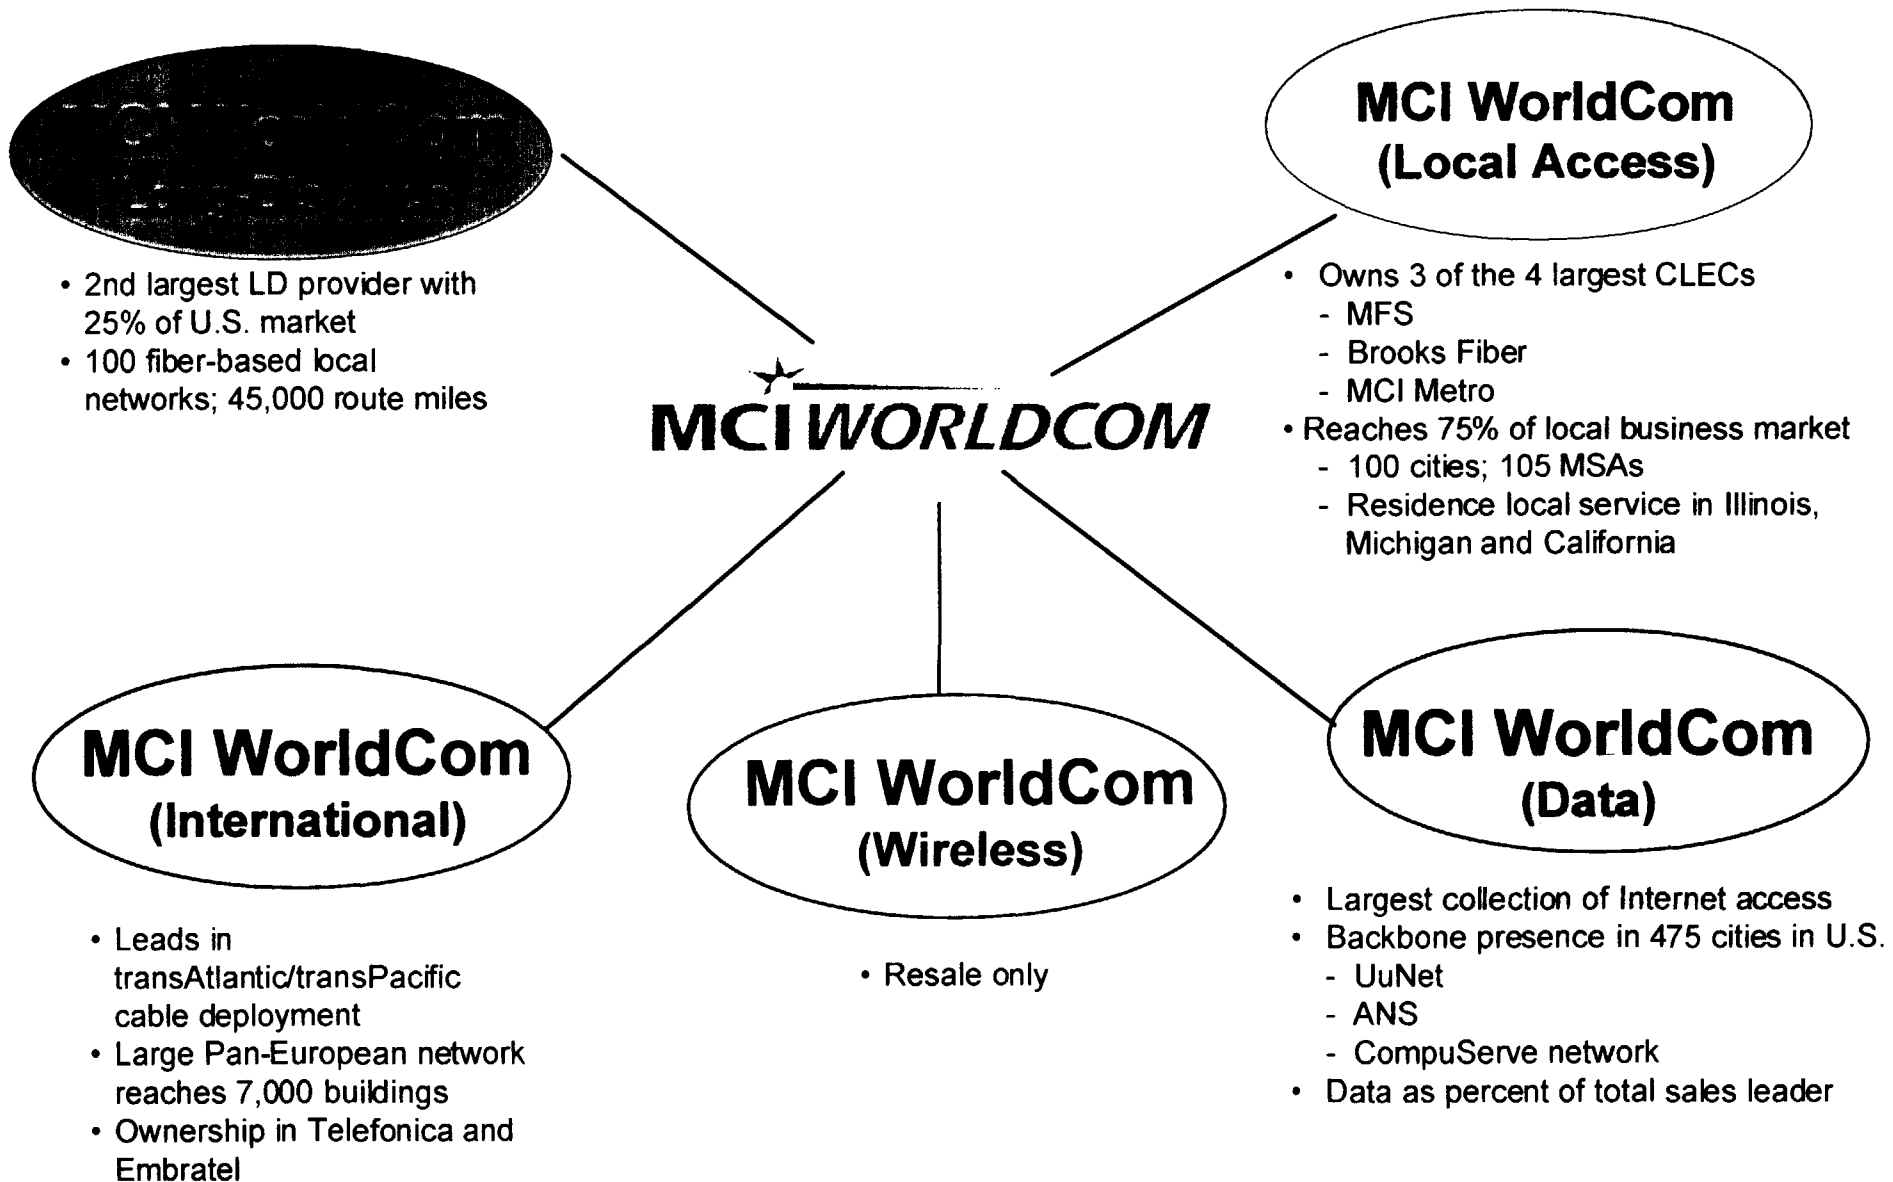 • 2nd largest LD provider with
25% of U.S. market
• 100 fiber-based local
networks; 45,000 route miles
MCI WorldCom
(Local Access)
• Owns 3 of the 4 largest CLECs
- MFS
- Brooks Fiber
- MCI Metro
• Reaches 75% of local business market
- 100 cities; 105 MSAs
- Residence local service in Illinois,
Michigan and California
MCI WORLDCOM
MCI WorldCom
(International)
• Leads in
transAtlantic/transPacific
cable deployment
• Large Pan-European network
reaches 7,000 buildings
• Ownership in Telefonica and
Embratel
MCI WorldCom
(Wireless)
• Resale only
MCI WorldCom
(Data)
• Largest collection of Internet access
• Backbone presence in 475 cities in U.S.
- UuNet
- ANS
- CompuServe network
• Data as percent of total sales leader